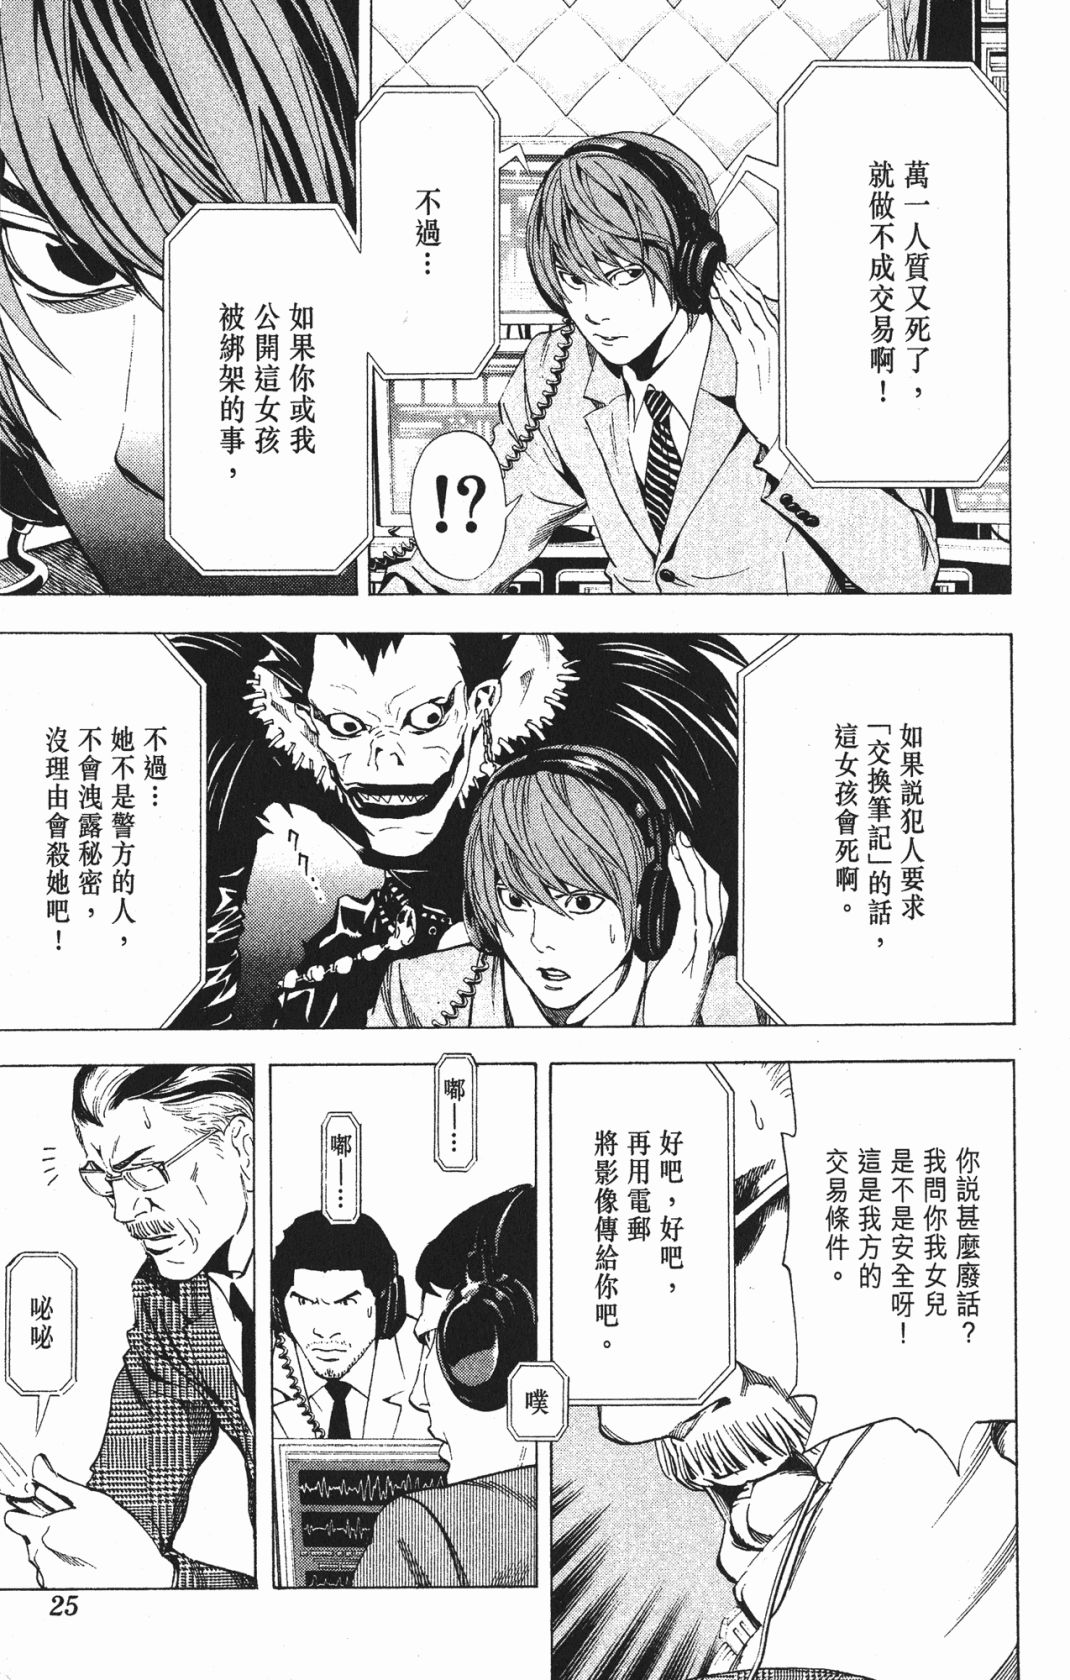 萬一人質又死了，
就做不成交易啊！
不過…
!?
如果你或我
公開這女孩
被綁架的事，
如果説犯人要求
「交換筆記」的話，
這女孩會死啊。
ククク…
不過…
她不是警方的人，
不會洩露秘密，
沒理由會殺她吧！
你說甚麼廢話？
我問你我女兒
是不是安全呀！
這是我方的
交易條件。
好吧，好吧，
再用電郵
將影像傳給你吧。
噗
嘟──…
嘟──…
咇咇
25